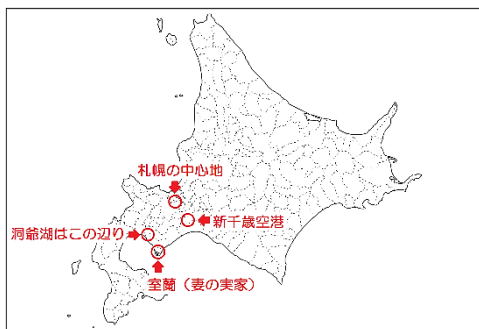 札幌の中心地
新千歳空港
洞爺湖はこの辺り
室蘭（妻の実家）